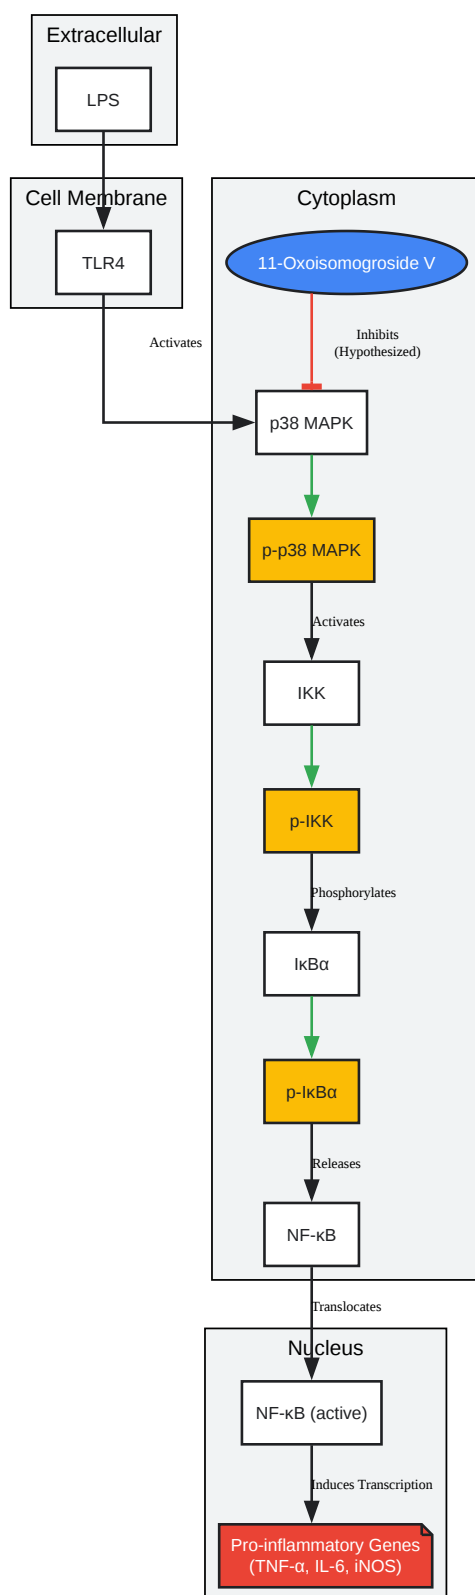 Extracellular
LPS
Cell Membrane
TLR4
Cytoplasm
11-Oxoisomogroside V
Activates
Inhibits
(Hypothesized)
p38 MAPK
p-p38 MAPK
Activates
IKK
p-IKK
Phosphorylates
IκBα
p-IκBα
Releases
NF-κB
Translocates
Nucleus
NF-κB (active)
Induces Transcription
Pro-inflammatory Genes
(TNF-α, IL-6, iNOS)